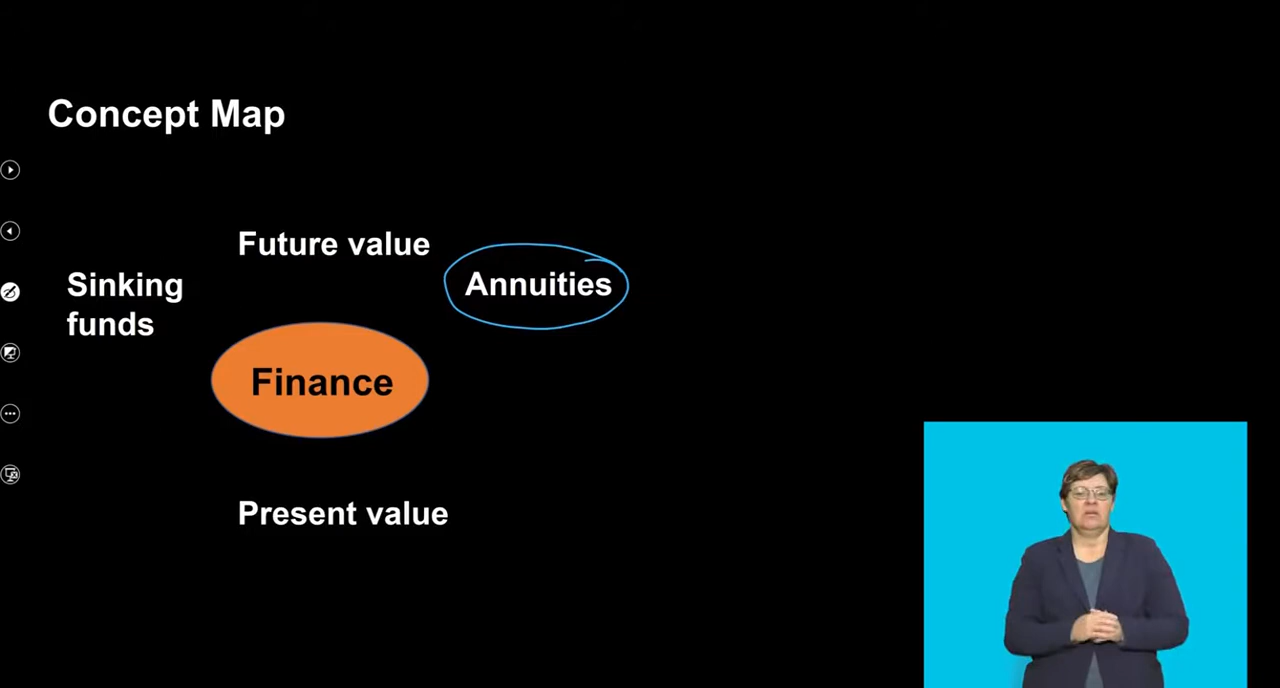 Concept Map
Future value
Annuities
Sinking
funds
Finance
Present value